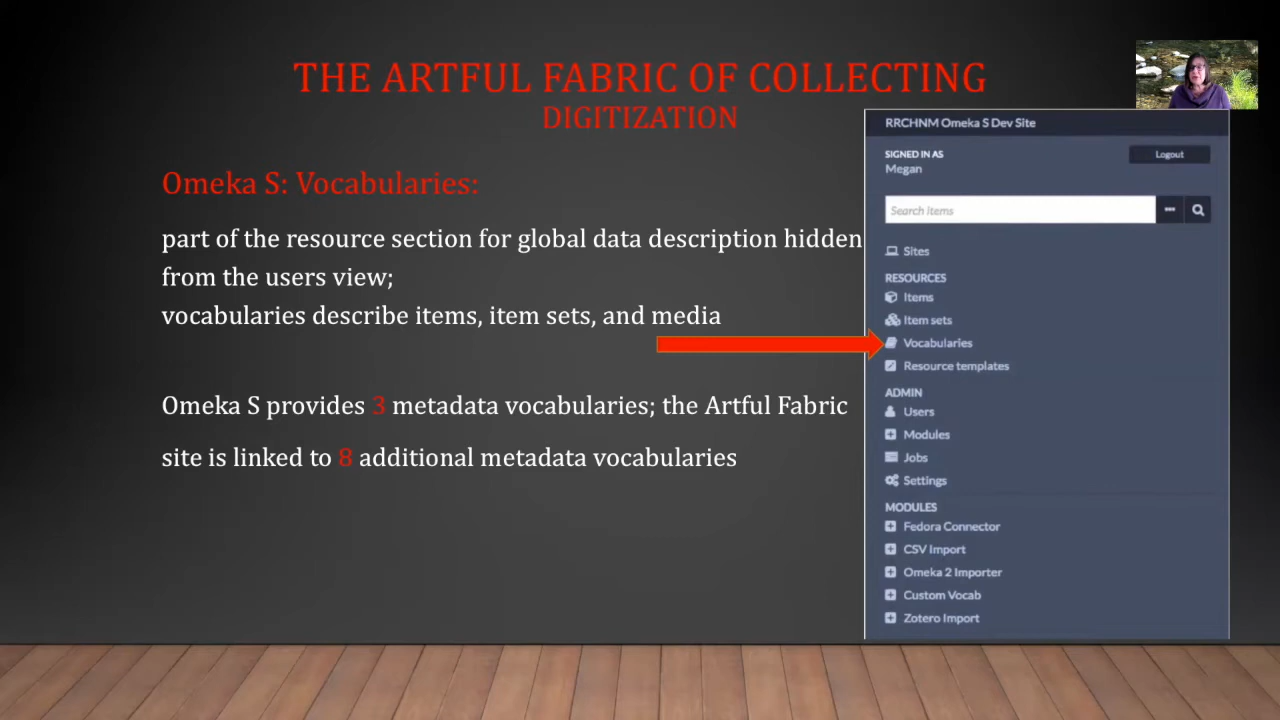 THE ARTFUL FABRIC OF COLLECTING
DIGITIZATION
Omeka S: Vocabularies:
part of the resource section for global data description hidden
from the users view;
vocabularies describe items, item sets, and media
Omeka S provides 3 metadata vocabularies; the Artful Fabric
site is linked to 8 additional metadata vocabularies
RRCHNM Omeka S Dev Site
SIGNED IN AS
Megan
Logout
Search items
Sites
RESOURCES
Items
Item sets
Vocabularies
Resource templates
ADMIN
Users
Modules
Jobs
Settings
MODULES
Fedora Connector
CSV Import
Omeka 2 Importer
Custom Vocab
Zotero Import